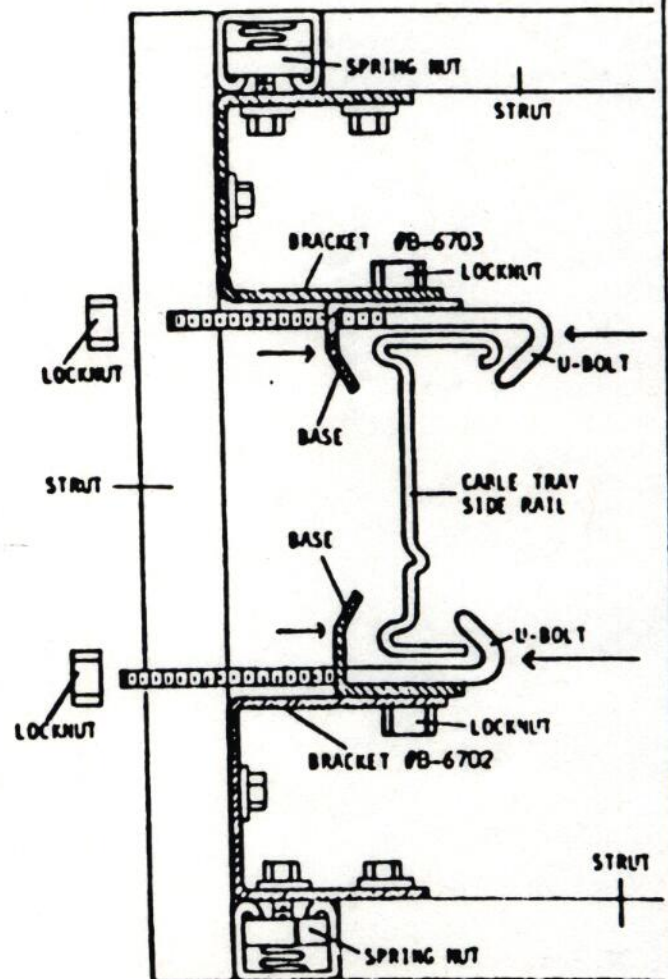 SPRING NUT
STRUT
BRACKET #B-6703
LOCKNUT
LOCKNUT
U-BOLT
BASE
STRUT
CABLE TRAY
SIDE RAIL
BASE
U-BOLT
LOCKNUT
LOCKNUT
BRACKET #B-6702
STRUT
SPRING NUT